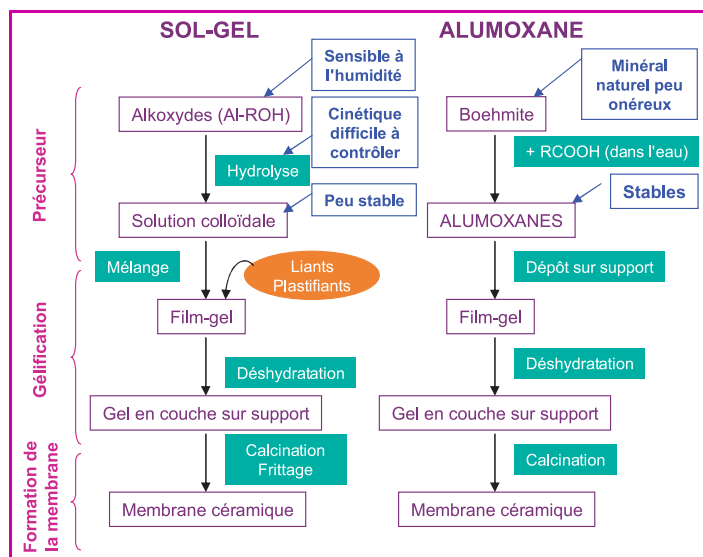 SOL-GEL
ALUMOXANE
Sensible à
l'humidité
Minéral
naturel peu
onéreux
Alkoxydes (Al-ROH)
Cinétique
difficile à
contrôler
Boehmite
Hydrolyse
+ RCOOH (dans l'eau)
Précurseur
Peu stable
Stables
Solution colloïdale
ALUMOXANES
Mélange
Liants
Plastifiants
Dépôt sur support
Gélification
Film-gel
Film-gel
Déshydratation
Déshydratation
Gel en couche sur support
Gel en couche sur support
Formation de
la membrane
Calcination
Frittage
Calcination
Membrane céramique
Membrane céramique